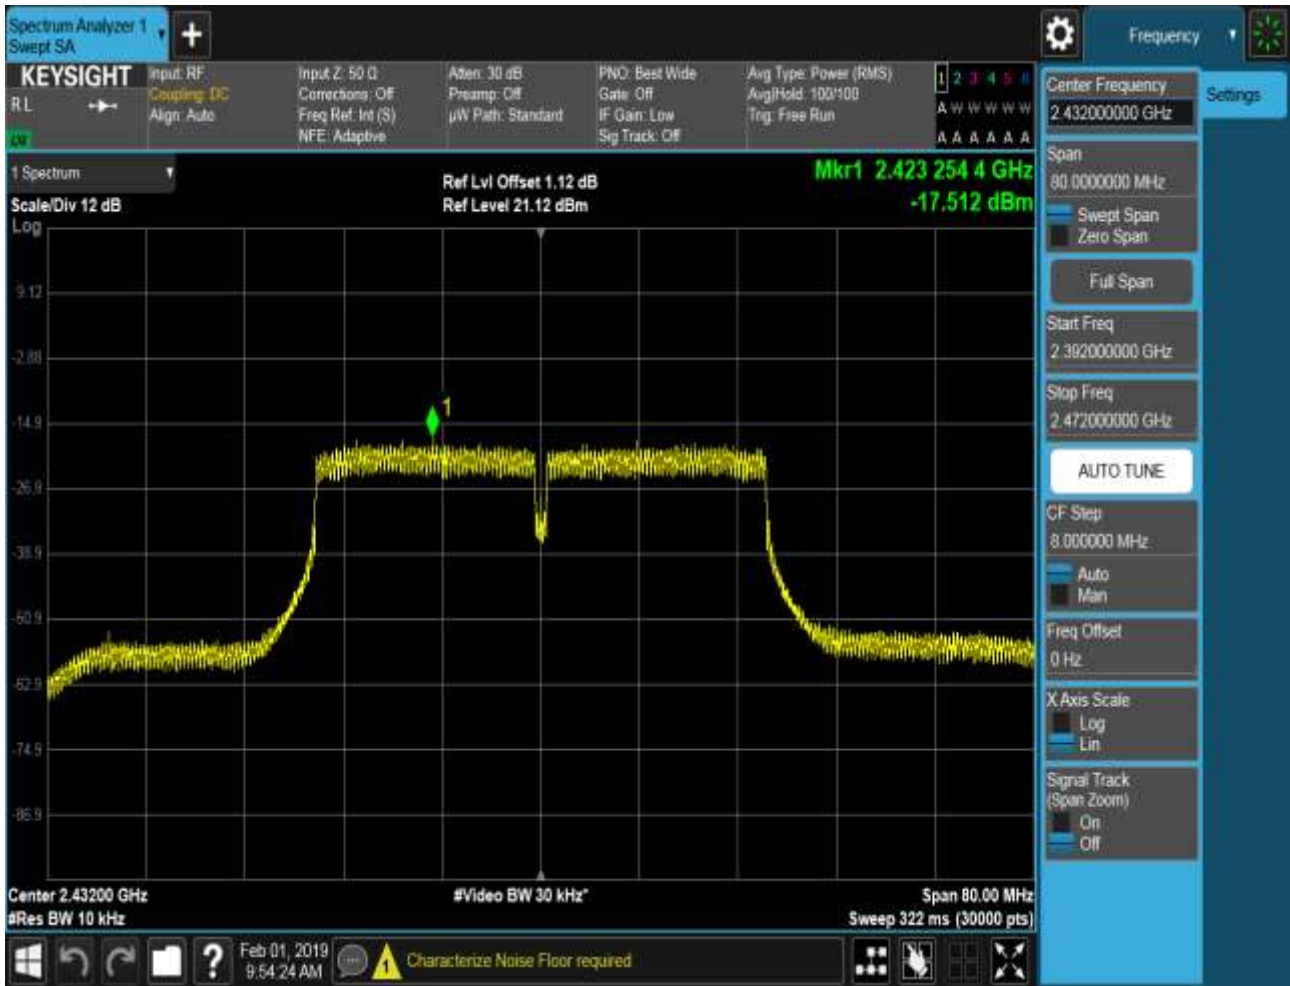 Spectrum Analyzer 1
Swept SA
+
Frequency
KEYSIGHT
RL
Input: RF
Coupling: DC
Align: Auto
Input Z: 50 Ω
Corrections: Off
Freq Ref: Int (S)
NFE: Adaptive
Atten: 30 dB
Preamp: Off
µW Path: Standard
PNO: Best Wide
Gate: Off
IF Gain: Low
Sig Track: Off
Avg Type: Power (RMS)
Avg|Hold: 100/100
Trig: Free Run
1 2 3 4 5 6
A W W W W W
A A A A A A
Settings
1 Spectrum
Scale/Div 12 dB
Ref Lvl Offset 1.12 dB
Ref Level 21.12 dBm
Mkr1 2.423 254 4 GHz
-17.512 dBm
Log
9.12
-2.88
-14.9
-26.9
-38.9
-50.9
-62.9
-74.9
-86.9
1
Center 2.43200 GHz
#Res BW 10 kHz
#Video BW 30 kHz*
Span 80.00 MHz
Sweep 322 ms (30000 pts)
Center Frequency
2.432000000 GHz
Span
80.0000000 MHz
Swept Span
Zero Span
Full Span
Start Freq
2.392000000 GHz
Stop Freq
2.472000000 GHz
AUTO TUNE
CF Step
8.000000 MHz
Auto
Man
Freq Offset
0 Hz
X Axis Scale
Log
Lin
Signal Track
(Span Zoom)
On
Off
?
Feb 01, 2019
9:54:24 AM
1
Characterize Noise Floor required